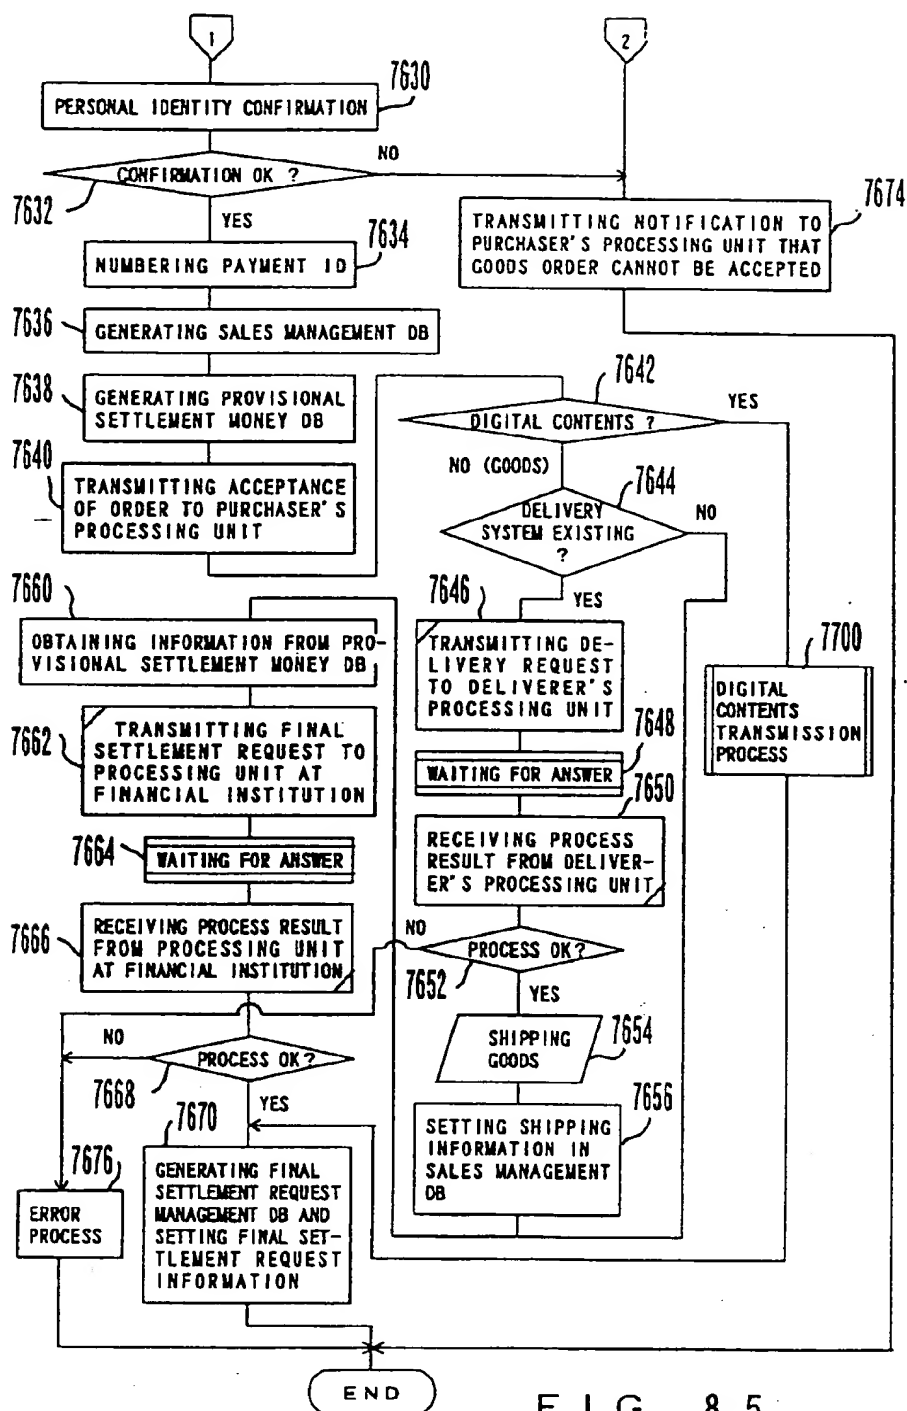 1
2
7630
PERSONAL IDENTITY CONFIRMATION
NO
CONFIRMATION OK ?
7632
YES
7674
TRANSMITTING NOTIFICATION TO
PURCHASER'S PROCESSING UNIT THAT
GOODS ORDER CANNOT BE ACCEPTED
7634
NUMBERING PAYMENT ID
7636
GENERATING SALES MANAGEMENT DB
7638
GENERATING PROVISIONAL
SETTLEMENT MONEY DB
7640
TRANSMITTING ACCEPTANCE
OF ORDER TO PURCHASER'S
PROCESSING UNIT
7642
DIGITAL CONTENTS ?
YES
NO (GOODS)
7644
DELIVERY
SYSTEM EXISTING
?
NO
YES
7646
TRANSMITTING DE-
LIVERY REQUEST
TO DELIVERER'S
PROCESSING UNIT
7648
WAITING FOR ANSWER
7650
RECEIVING PROCESS
RESULT FROM DELIVER-
ER'S PROCESSING UNIT
NO
PROCESS OK?
7652
YES
SHIPPING
GOODS
7654
7656
SETTING SHIPPING
INFORMATION IN
SALES MANAGEMENT
DB
7700
DIGITAL
CONTENTS
TRANSMISSION
PROCESS
7660
OBTAINING INFORMATION FROM PRO-
VISIONAL SETTLEMENT MONEY DB
7662
TRANSMITTING FINAL
SETTLEMENT REQUEST TO
PROCESSING UNIT AT
FINANCIAL INSTITUTION
7664
WAITING FOR ANSWER
7666
RECEIVING PROCESS RESULT
FROM PROCESSING UNIT
AT FINANCIAL INSTITUTION
NO
PROCESS OK?
7668
YES
7670
GENERATING FINAL
SETTLEMENT REQUEST
MANAGEMENT DB AND
SETTING FINAL SET-
TLEMENT REQUEST
INFORMATION
7676
ERROR
PROCESS
END
FIG. 85